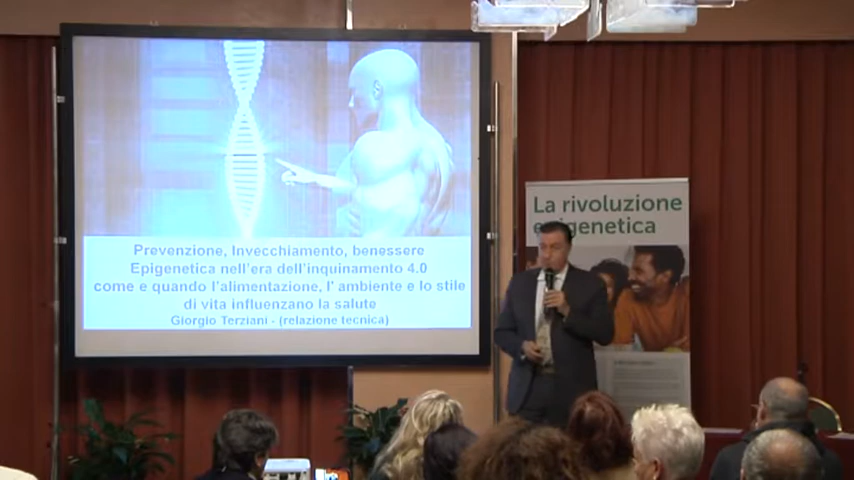 Prevenzione, Invecchiamento, benessere
Epigenetica nell'era dell'inquinamento 4.0
come e quando l'alimentazione, l' ambiente e lo stile
di vita influenzano la salute
Giorgio Terziani - (relazione tecnica)
La rivoluzione
epigenetica